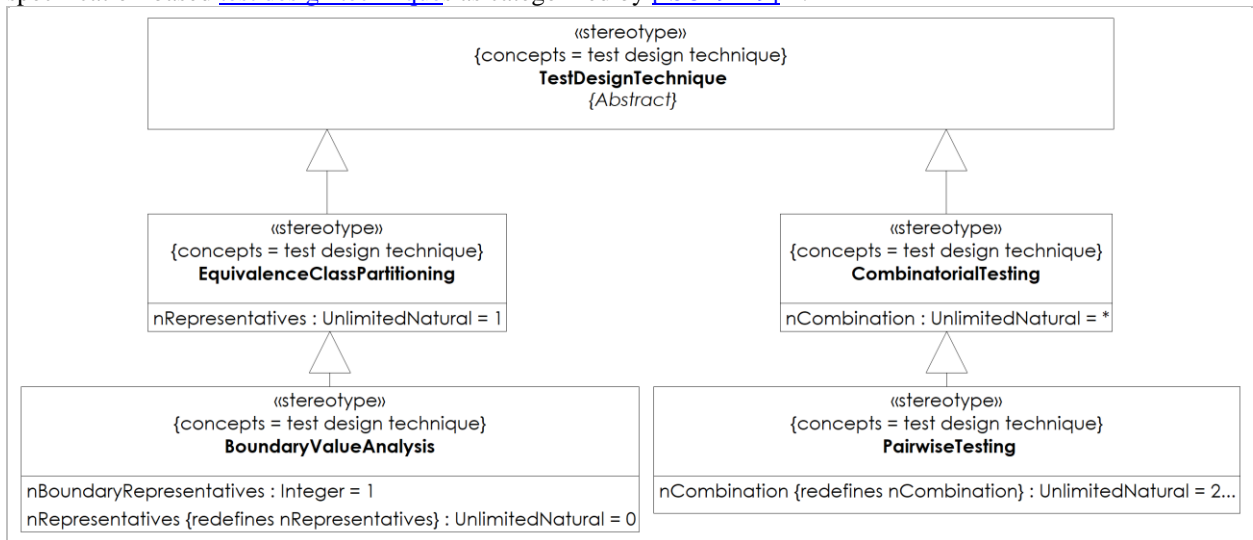 «stereotype»
{concepts = test design technique}
TestDesignTechnique
{Abstract}
«stereotype»
{concepts = test design technique}
EquivalenceClassPartitioning
nRepresentatives : UnlimitedNatural = 1
«stereotype»
{concepts = test design technique}
CombinatorialTesting
nCombination : UnlimitedNatural = *
«stereotype»
{concepts = test design technique}
BoundaryValueAnalysis
nBoundaryRepresentatives : Integer = 1
nRepresentatives {redefines nRepresentatives} : UnlimitedNatural = 0
«stereotype»
{concepts = test design technique}
PairwiseTesting
nCombination {redefines nCombination} : UnlimitedNatural = 2...